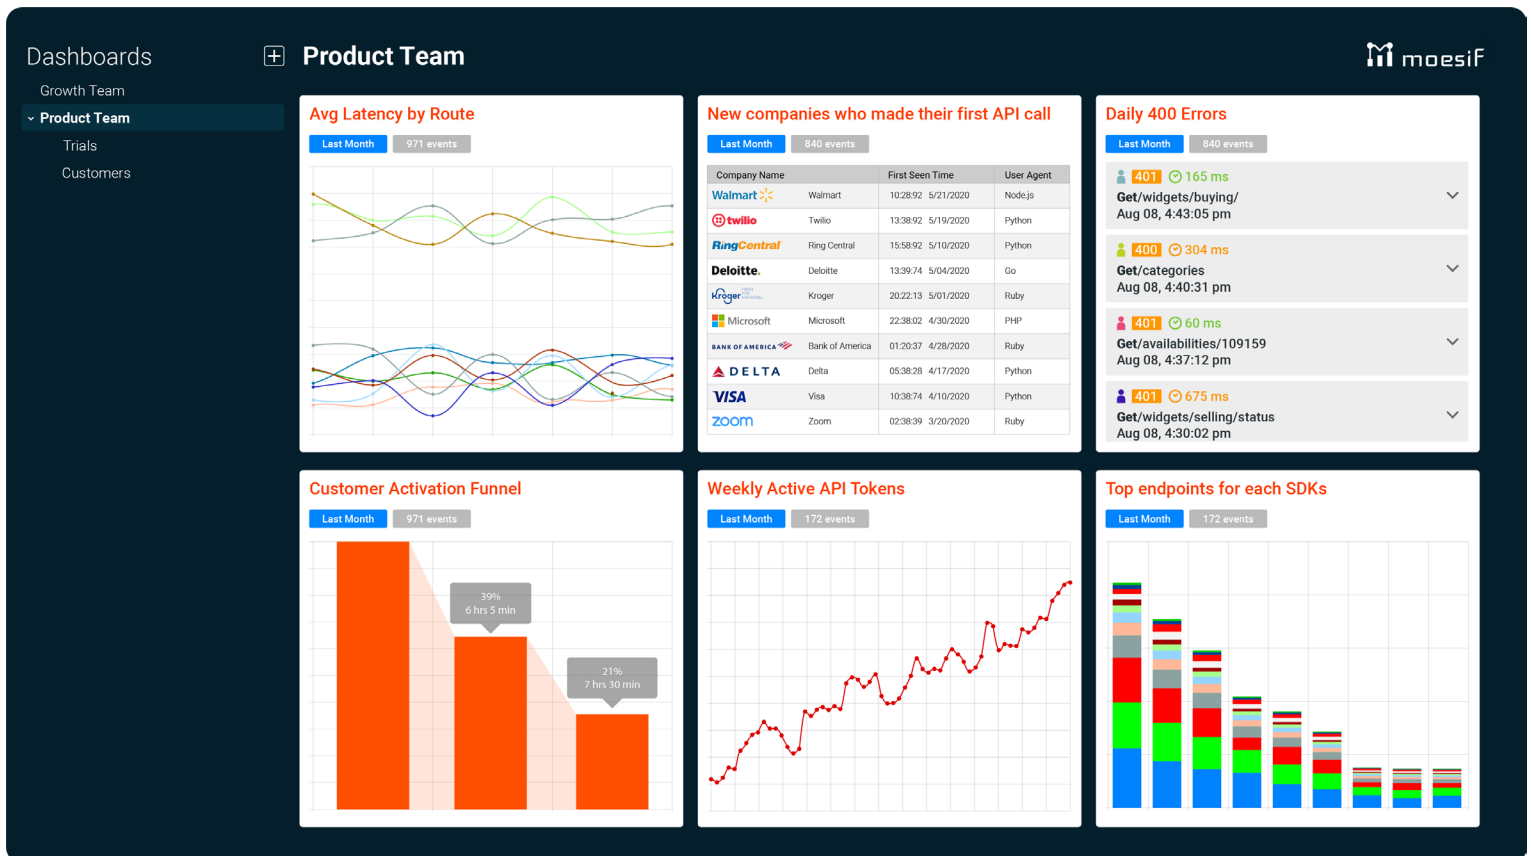 Dashboards
Growth Team
Product Team
Trials
Customers
Product Team
moesif
Avg Latency by Route
Last Month 971 events
New companies who made their first API call
Last Month 840 events
Company Name First Seen Time User Agent
Walmart Walmart 10:28:92 5/21/2020 Node.js
twilio Twilio 13:38:92 5/19/2020 Python
RingCentral Ring Central 15:58:92 5/10/2020 Python
Deloitte. Deloitte 13:39:74 5/04/2020 Go
Kroger Kroger 20:22:13 5/01/2020 Ruby
Microsoft Microsoft 22:38:02 4/30/2020 PHP
BANK OF AMERICA Bank of America 01:20:37 4/28/2020 Ruby
DELTA Delta 05:38:28 4/17/2020 Python
VISA Visa 10:38:74 4/10/2020 Python
zoom Zoom 02:38:39 3/20/2020 Ruby
Daily 400 Errors
Last Month 840 events
401 165 ms
Get/widgets/buying/
Aug 08, 4:43:05 pm
400 304 ms
Get/categories
Aug 08, 4:40:31 pm
401 60 ms
Get/availabilities/109159
Aug 08, 4:37:12 pm
401 675 ms
Get/widgets/selling/status
Aug 08, 4:30:02 pm
Customer Activation Funnel
Last Month 971 events
39%
6 hrs 5 min
21%
7 hrs 30 min
Weekly Active API Tokens
Last Month 172 events
Top endpoints for each SDKs
Last Month 172 events